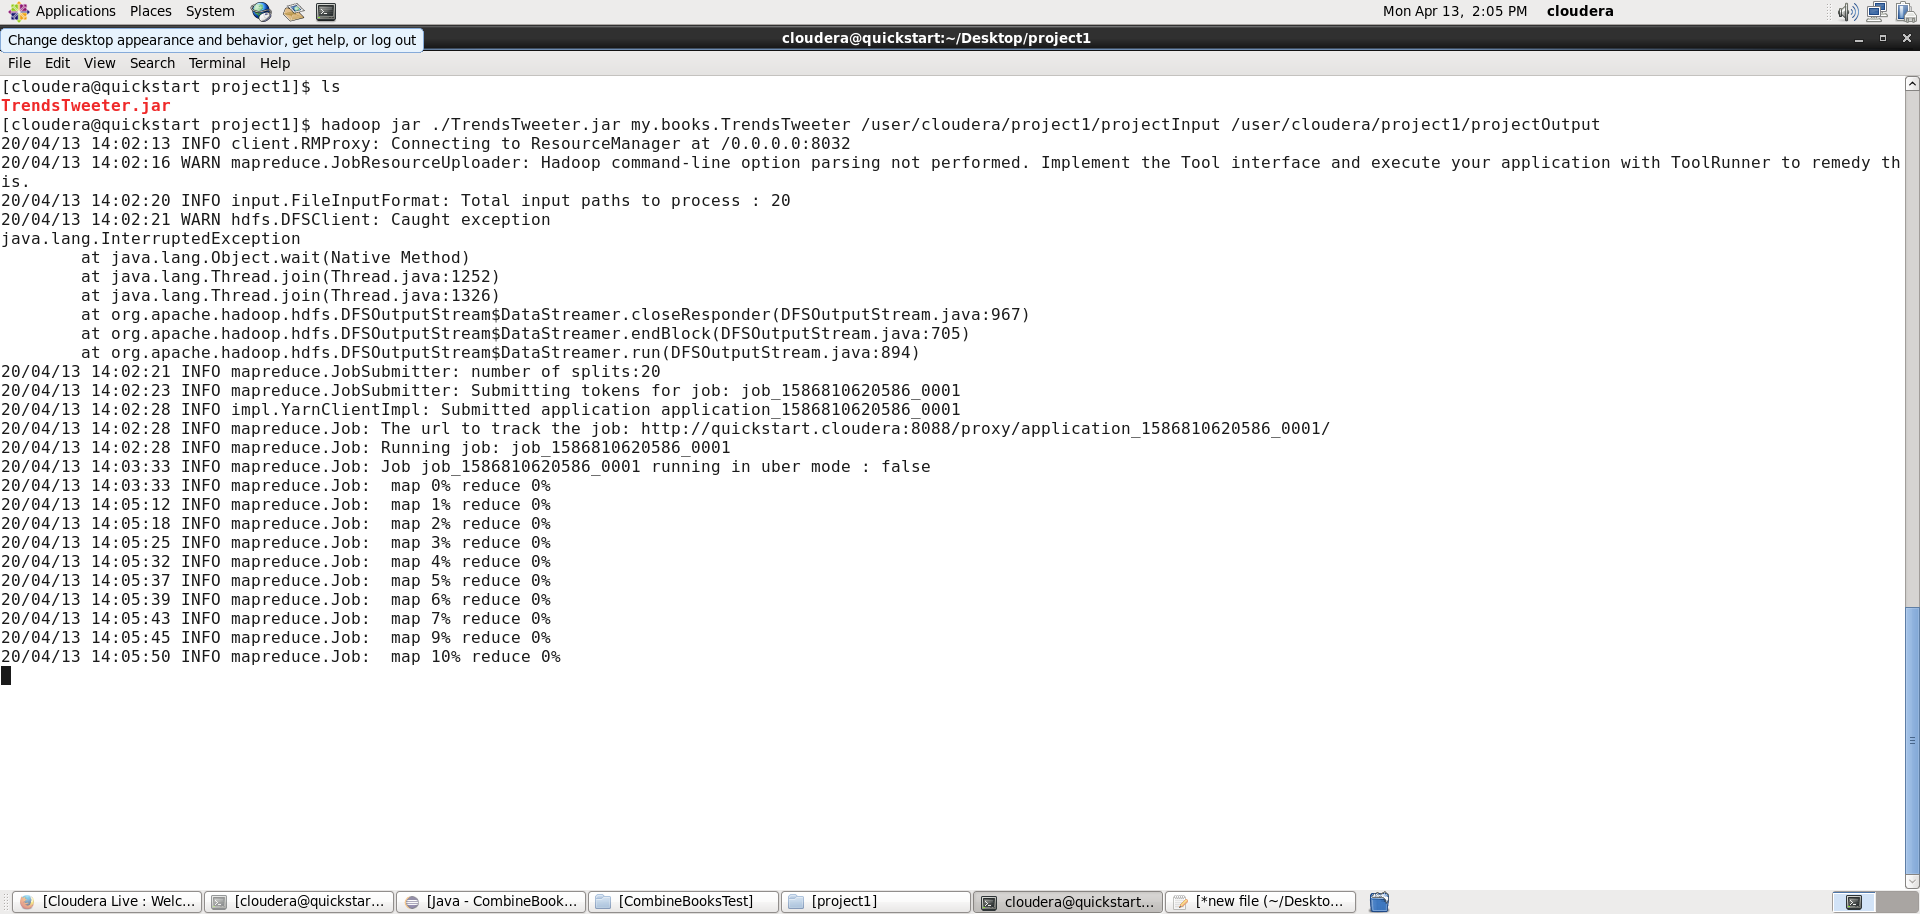 Applications Places System Mon Apr 13, 2:05 PM cloudera
Change desktop appearance and behavior, get help, or log out
cloudera@quickstart:~/Desktop/project1
File Edit View Search Terminal Help
[cloudera@quickstart project1]$ ls
TrendsTweeter.jar
[cloudera@quickstart project1]$ hadoop jar ./TrendsTweeter.jar my.books.TrendsTweeter /user/cloudera/project1/projectInput /user/cloudera/project1/projectOutput
20/04/13 14:02:13 INFO client.RMProxy: Connecting to ResourceManager at /0.0.0.0:8032
20/04/13 14:02:16 WARN mapreduce.JobResourceUploader: Hadoop command-line option parsing not performed. Implement the Tool interface and execute your application with ToolRunner to remedy th
is.
20/04/13 14:02:20 INFO input.FileInputFormat: Total input paths to process : 20
20/04/13 14:02:21 WARN hdfs.DFSClient: Caught exception
java.lang.InterruptedException
at java.lang.Object.wait(Native Method)
at java.lang.Thread.join(Thread.java:1252)
at java.lang.Thread.join(Thread.java:1326)
at org.apache.hadoop.hdfs.DFSOutputStream$DataStreamer.closeResponder(DFSOutputStream.java:967)
at org.apache.hadoop.hdfs.DFSOutputStream$DataStreamer.endBlock(DFSOutputStream.java:705)
at org.apache.hadoop.hdfs.DFSOutputStream$DataStreamer.run(DFSOutputStream.java:894)
20/04/13 14:02:21 INFO mapreduce.JobSubmitter: number of splits:20
20/04/13 14:02:23 INFO mapreduce.JobSubmitter: Submitting tokens for job: job_1586810620586_0001
20/04/13 14:02:28 INFO impl.YarnClientImpl: Submitted application application_1586810620586_0001
20/04/13 14:02:28 INFO mapreduce.Job: The url to track the job: http://quickstart.cloudera:8088/proxy/application_1586810620586_0001/
20/04/13 14:02:28 INFO mapreduce.Job: Running job: job_1586810620586_0001
20/04/13 14:03:33 INFO mapreduce.Job: Job job_1586810620586_0001 running in uber mode : false
20/04/13 14:03:33 INFO mapreduce.Job:  map 0% reduce 0%
20/04/13 14:05:12 INFO mapreduce.Job:  map 1% reduce 0%
20/04/13 14:05:18 INFO mapreduce.Job:  map 2% reduce 0%
20/04/13 14:05:25 INFO mapreduce.Job:  map 3% reduce 0%
20/04/13 14:05:32 INFO mapreduce.Job:  map 4% reduce 0%
20/04/13 14:05:37 INFO mapreduce.Job:  map 5% reduce 0%
20/04/13 14:05:39 INFO mapreduce.Job:  map 6% reduce 0%
20/04/13 14:05:43 INFO mapreduce.Job:  map 7% reduce 0%
20/04/13 14:05:45 INFO mapreduce.Job:  map 9% reduce 0%
20/04/13 14:05:50 INFO mapreduce.Job:  map 10% reduce 0%
[Cloudera Live : Welc... [cloudera@quickstar... [Java - CombineBook... [CombineBooksTest] [project1] cloudera@quickstart... [*new file (~/Deskto...